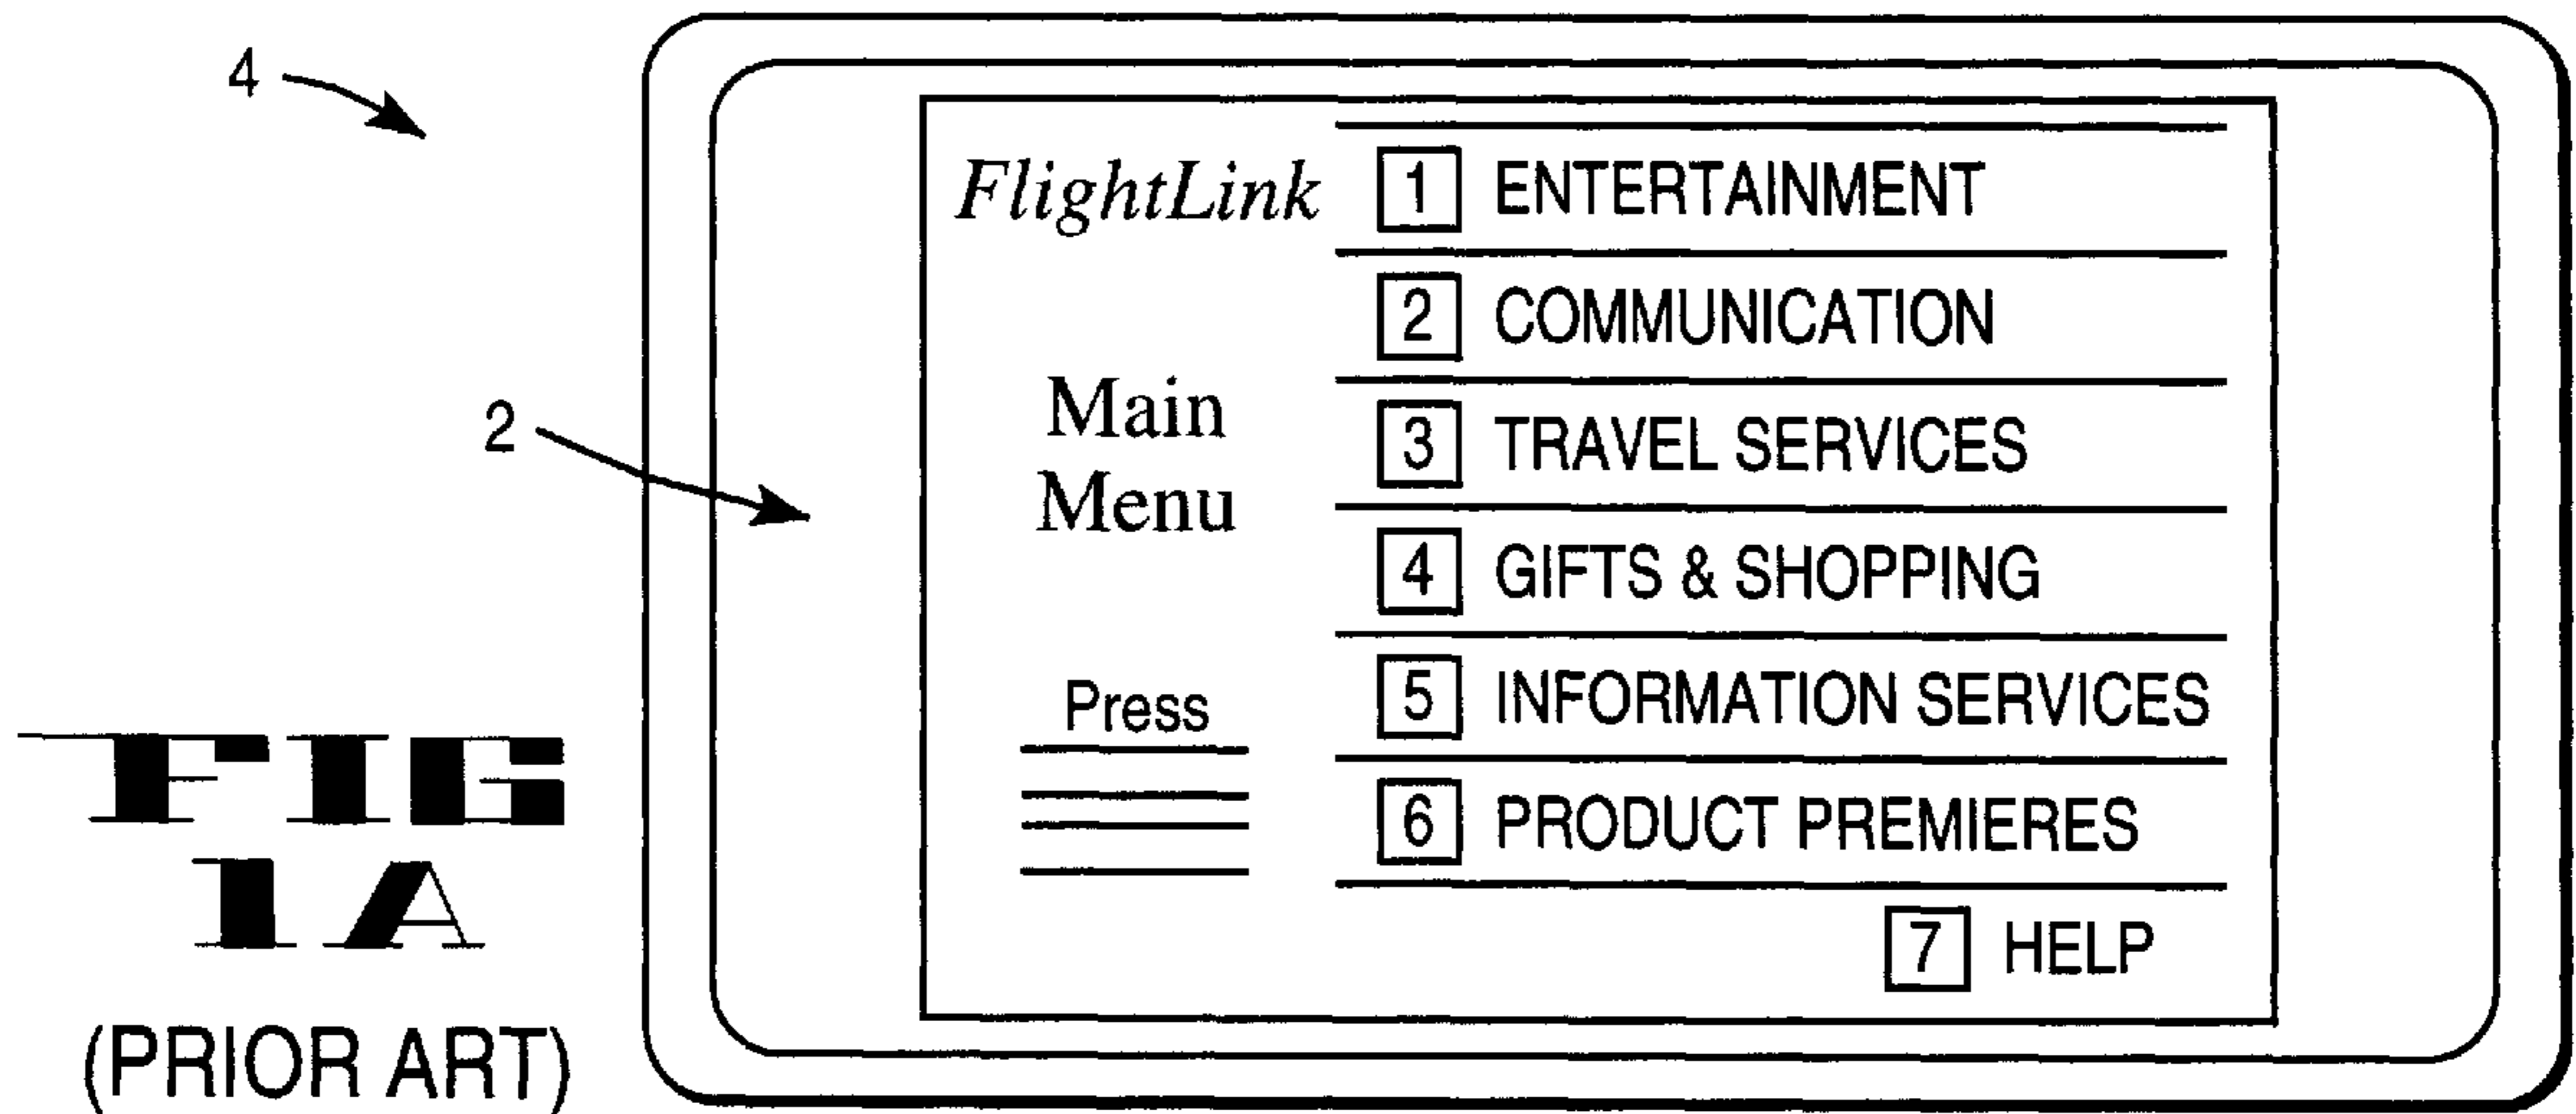 4
FlightLink
1 ENTERTAINMENT
2 COMMUNICATION
2
Main
Menu
3 TRAVEL SERVICES
4 GIFTS & SHOPPING
Press
5 INFORMATION SERVICES
6 PRODUCT PREMIERES
7 HELP
FIG
1A
(PRIOR ART)